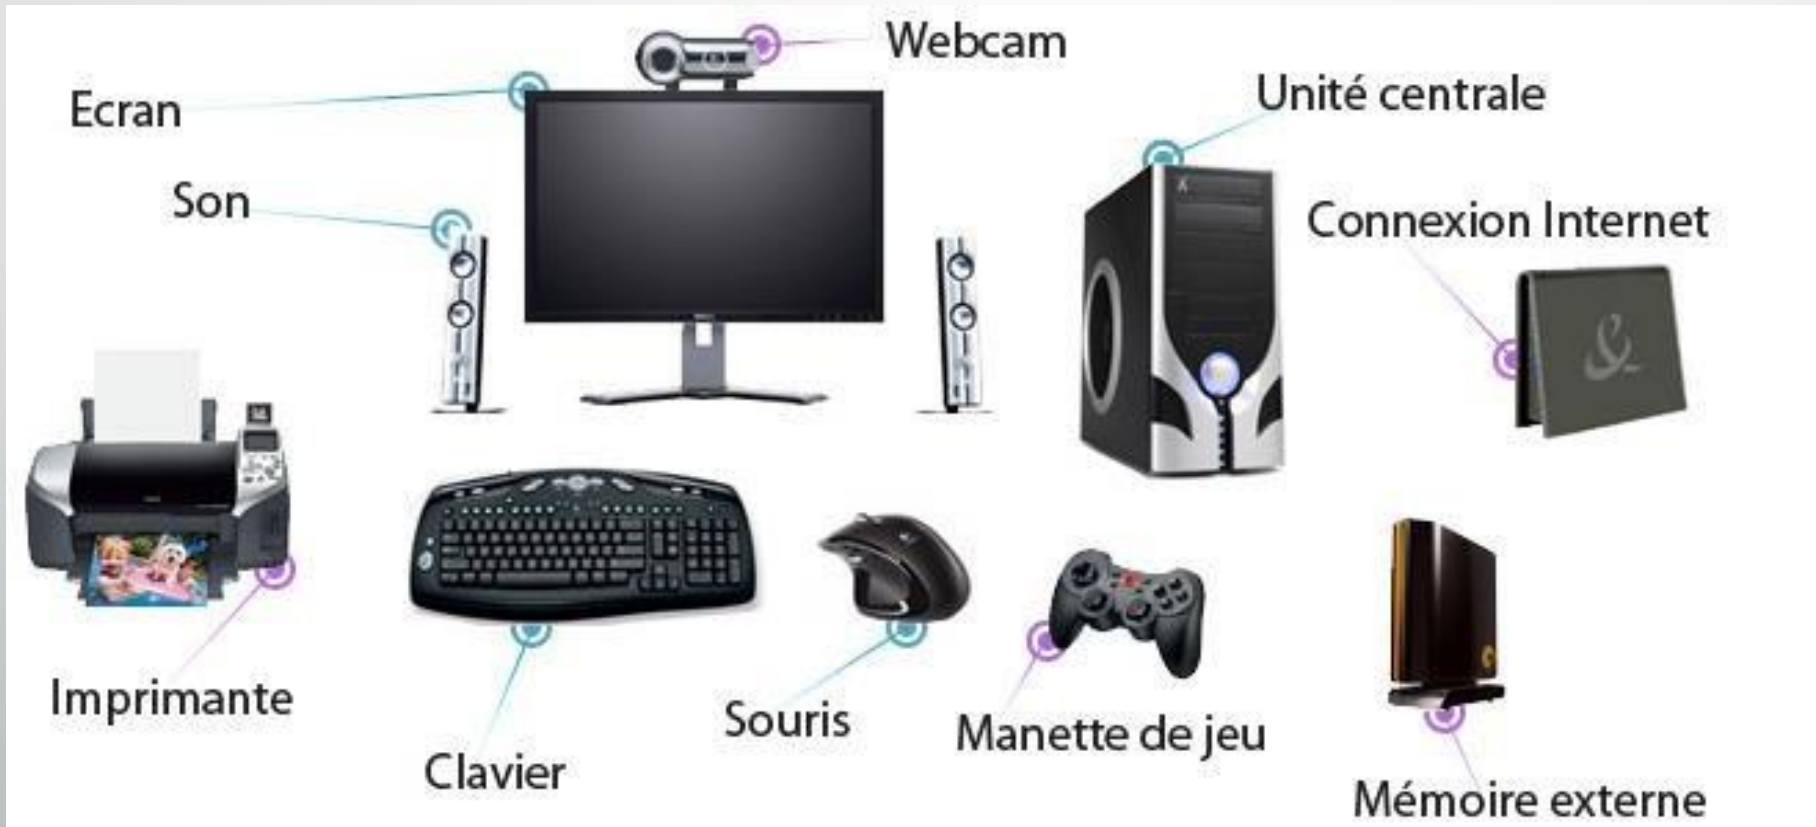 Webcam
Ecran
Unité centrale
Son
Connexion Internet
Imprimante
Souris
Manette de jeu
Clavier
Mémoire externe